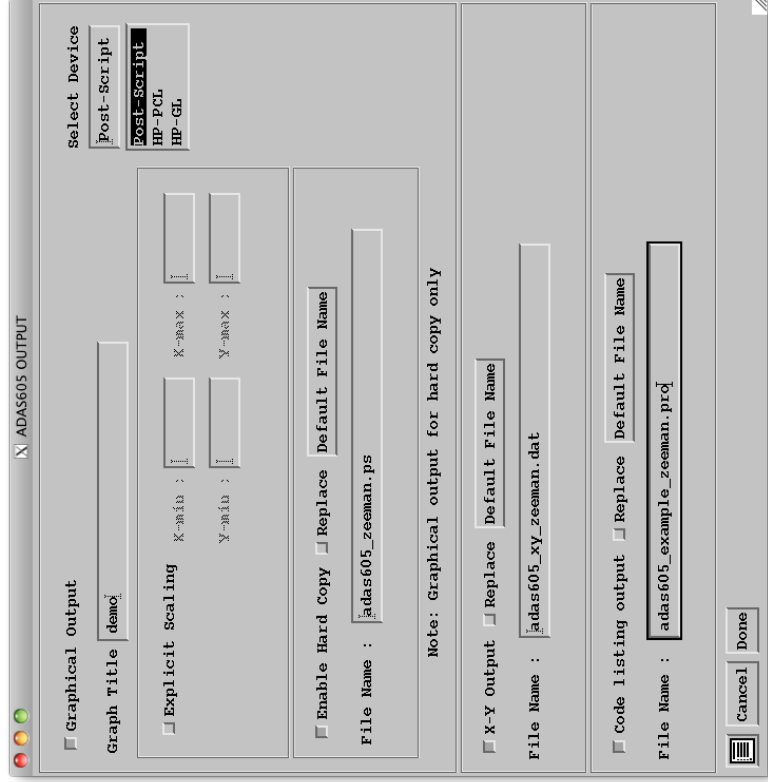 X ADAS605 OUTPUT
Graphical Output
Select Device
Graph Title demo
Post-Script
Post-Script
HP-PCL
HP-GL
Explicit Scaling
X-min : X-max :
Y-min : Y-max :
Enable Hard Copy Replace Default File Name
File Name : adas605_zeeman.ps
Note: Graphical output for hard copy only
X-Y Output Replace Default File Name
File Name : adas605_xy_zeeman.dat
Code listing output Replace Default File Name
File Name : adas605_example_zeeman.pro
Cancel Done